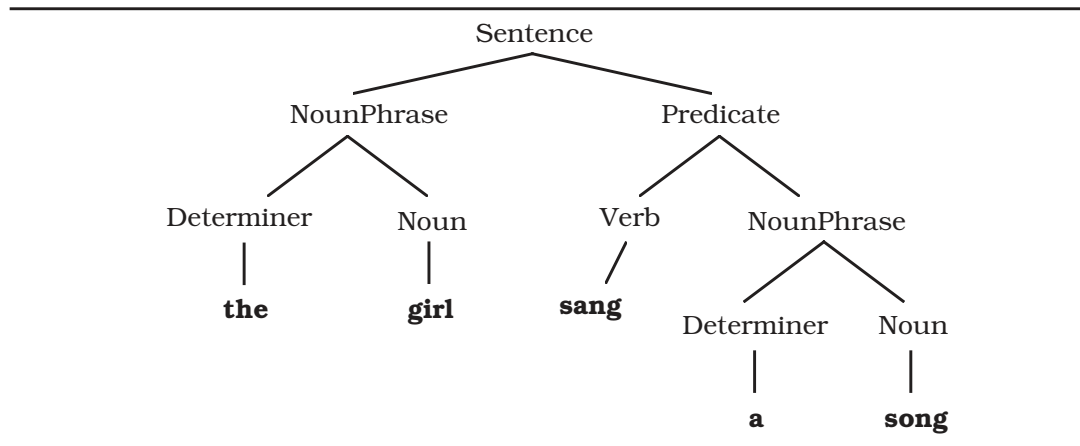 Sentence
NounPhrase Predicate
Determiner Noun Verb NounPhrase
the girl sang
Determiner Noun
a song